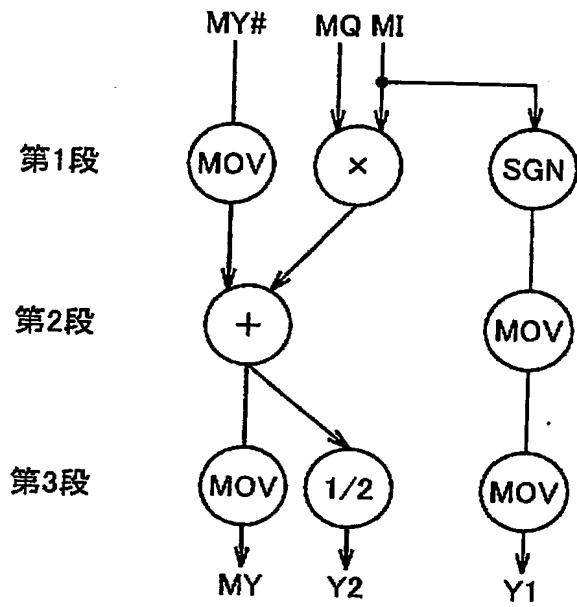 MY# MQ MI
第1段 MOV × SGN
第2段 + MOV
第3段 MOV 1/2 MOV
MY Y2 Y1